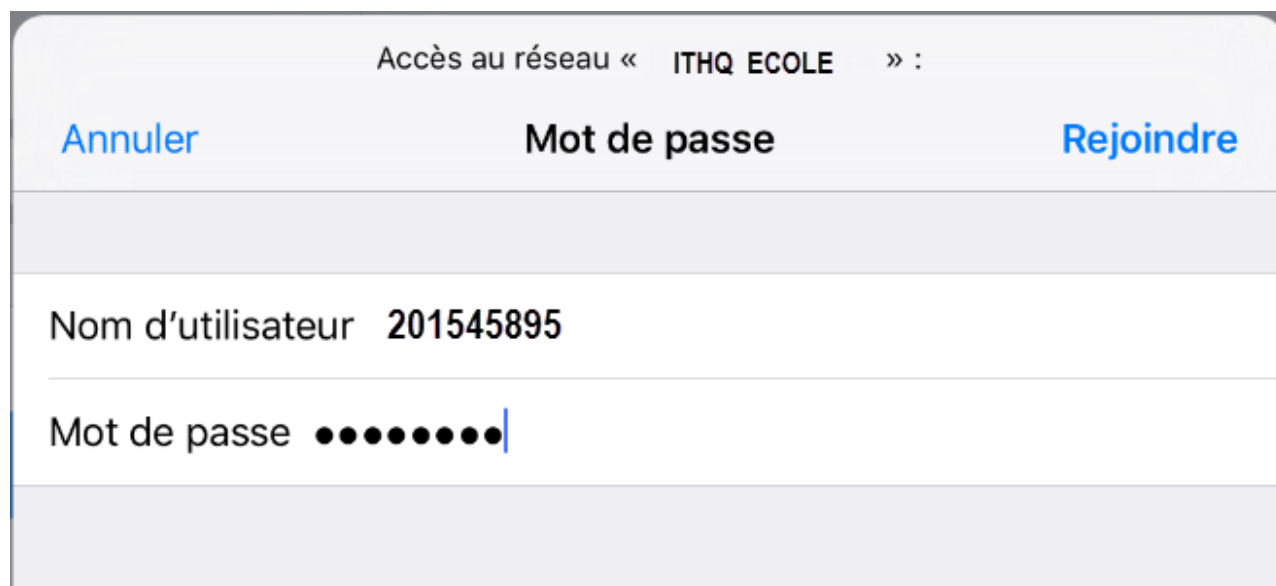 Accès au réseau « ITHQ ECOLE » :
Annuler Mot de passe Rejoindre
Nom d’utilisateur 201545895
Mot de passe ●●●●●●●●